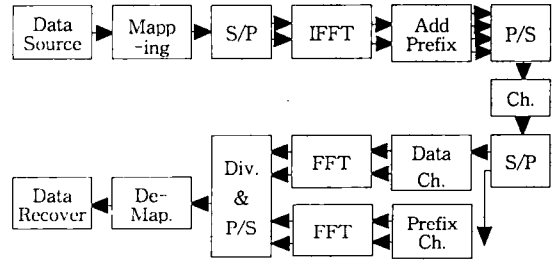 Data
Source
Mapp
-ing
S/P
IFFT
Add
Prefix
P/S
Ch.
S/P
Data
Ch.
FFT
Div.
&
P/S
De-
Map.
Data
Recover
Prefix
Ch.
FFT